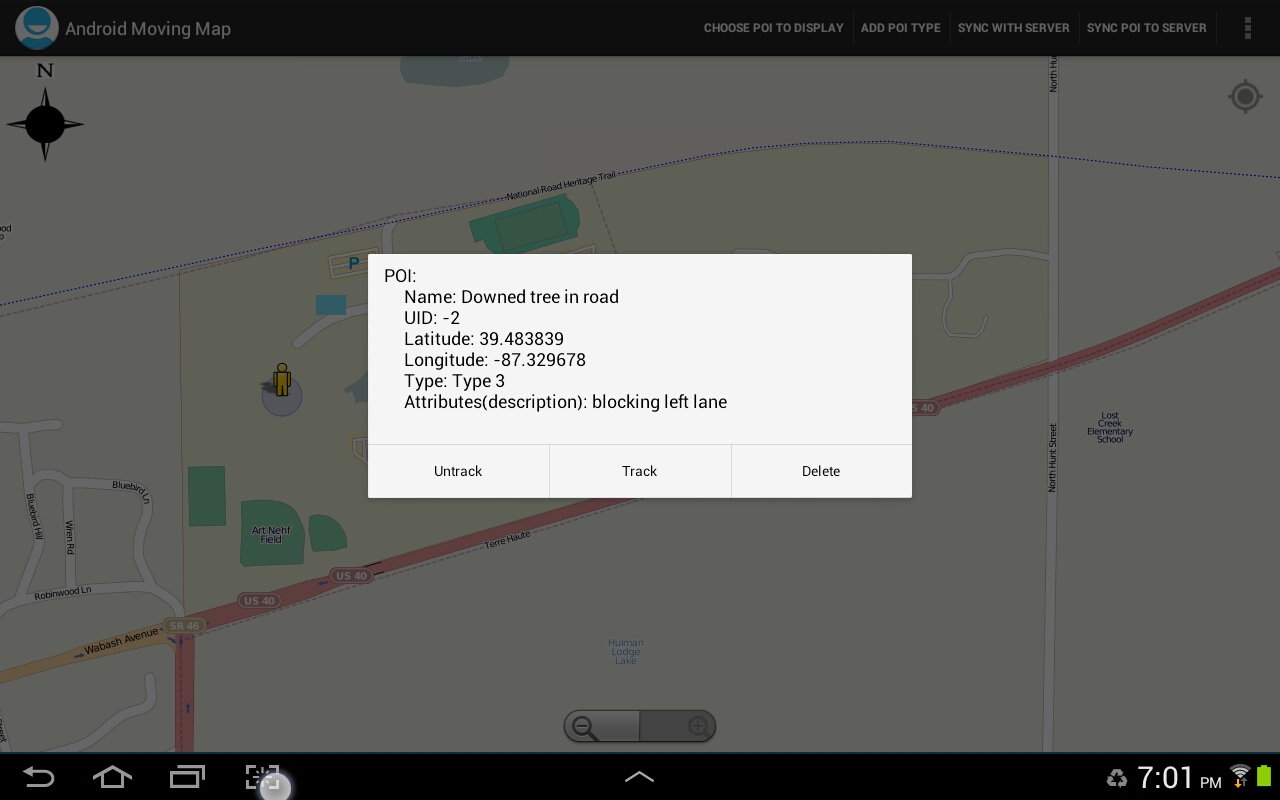 Android Moving Map
CHOOSE POI TO DISPLAY
ADD POI TYPE
SYNC WITH SERVER
SYNC POI TO SERVER
N
North Hu
National Road Heritage Trail
P
POI:
Name: Downed tree in road
UID: -2
Latitude: 39.483839
Longitude: -87.329678
Type: Type 3
Attributes(description): blocking left lane
Untrack
Track
Delete
S 40
Lost
Creek
Elementary
School
North Hunt Street
Bluebird Ln
Bluebird Hill
Wren Rd
Art Nehf
Field
Terre Haute
US 40
US 40
Robinwood Ln
SR 46
Wabash Avenue
Hulman
Lodge
Lake
7:01 PM